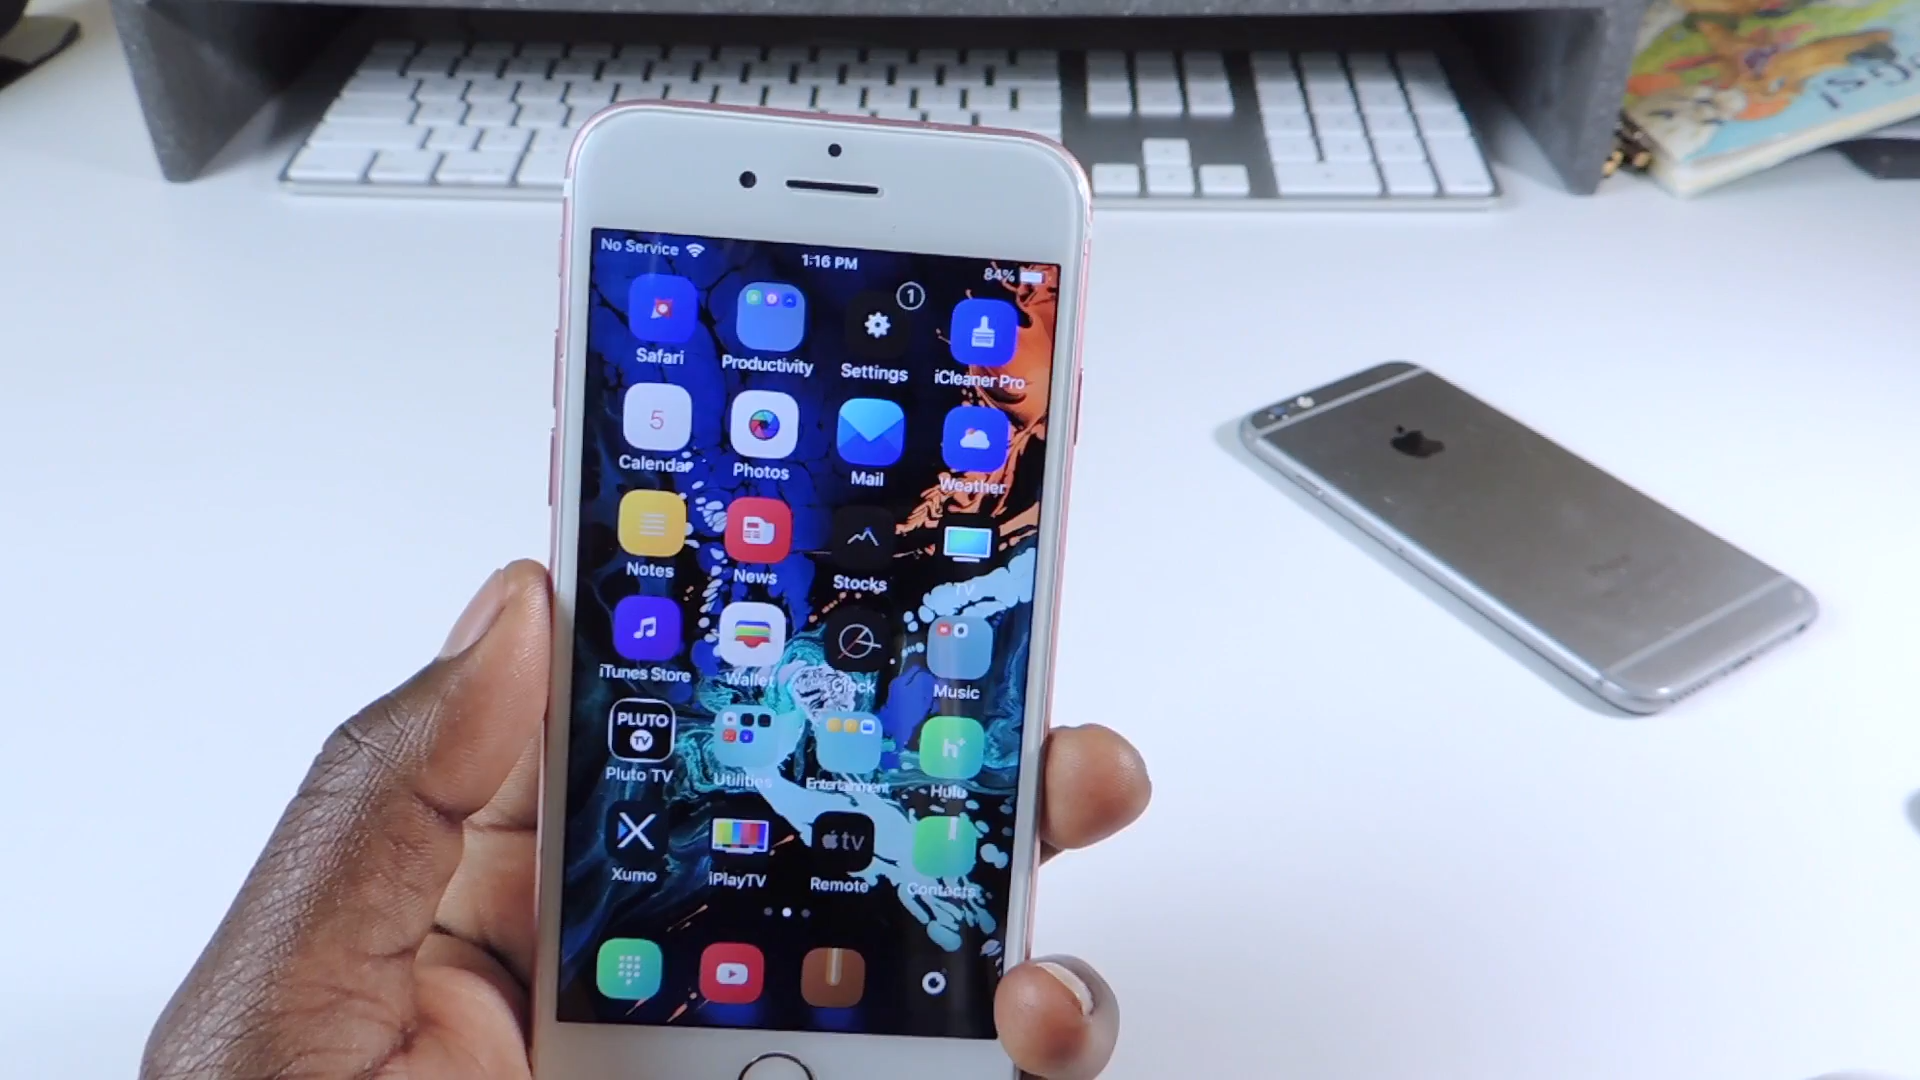 No Service
1:16 PM
84%
1
Safari
Productivity
Settings
iCleaner Pro
5
Calendar
Photos
Mail
Weather
Notes
News
Stocks
TV
iTunes Store
Wallet
Clock
Music
PLUTO
TV
h+
Pluto TV
Utilities
Entertainment
Hulu
tv
Xumo
iPlayTV
Remote
Contacts